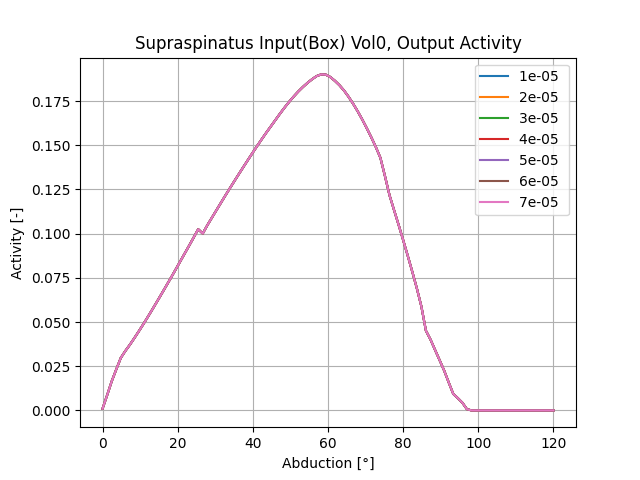 Supraspinatus Input(Box) Vol0, Output Activity
1e-05
2e-05
3e-05
4e-05
5e-05
6e-05
7e-05
Activity [-]
0.175
0.150
0.125
0.100
0.075
0.050
0.025
0.000
0 20 40 60 80 100 120
Abduction [°]